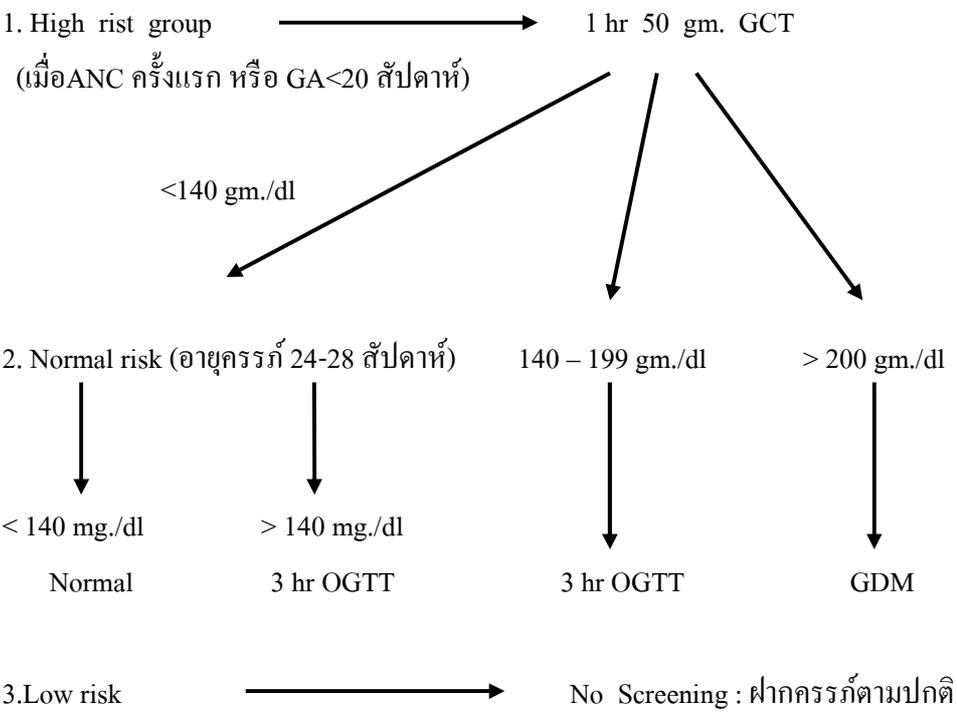 1. High rist group 1 hr 50 gm. GCT
(เมื่อANC ครั้งแรก หรือ GA<20 สัปดาห์)
<140 gm./dl
2. Normal risk (อายุครรภ์ 24-28 สัปดาห์) 140 – 199 gm./dl > 200 gm./dl
< 140 mg./dl > 140 mg./dl
Normal 3 hr OGTT 3 hr OGTT GDM
3.Low risk No Screening : ฝากครรภ์ตามปกติ